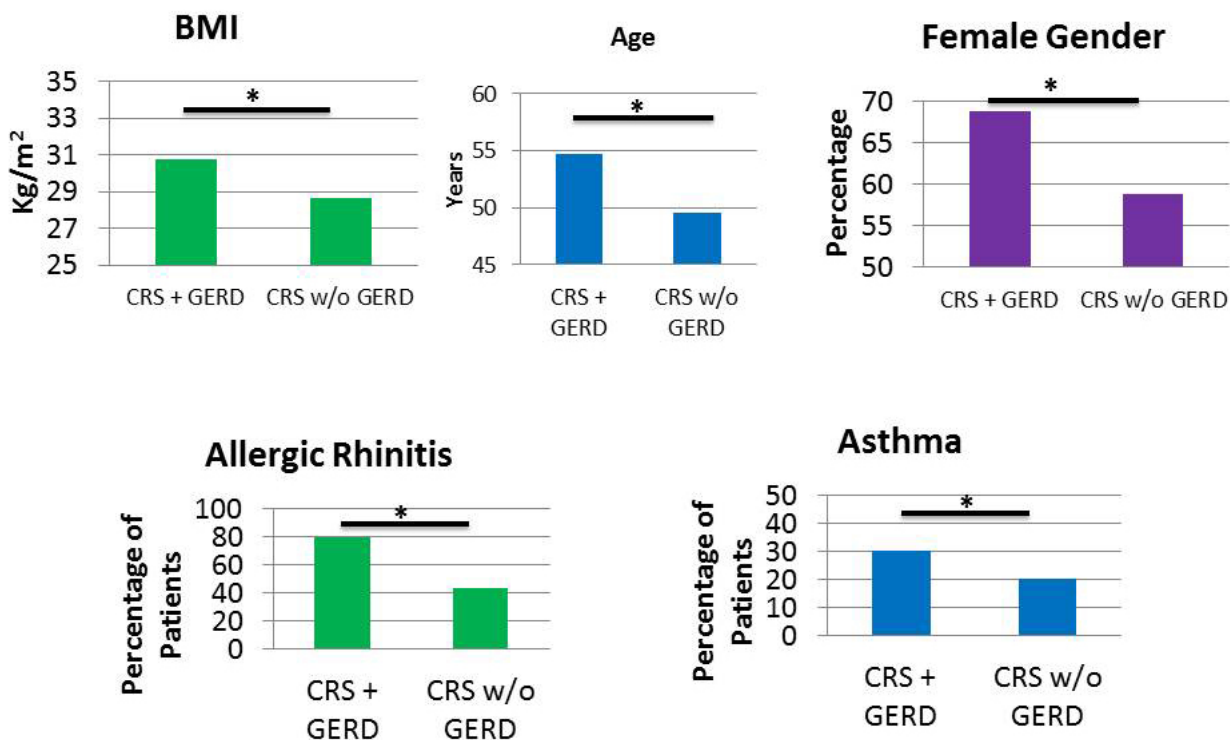 BMI
Kg/m²
35
33
31
29
27
25
*
CRS + GERD
CRS w/o GERD
Age
Years
60
55
50
45
*
CRS +
GERD
CRS w/o
GERD
Female Gender
Percentage
70
65
60
55
50
*
CRS + GERD
CRS w/o GERD
Allergic Rhinitis
Percentage of
Patients
100
80
60
40
20
0
*
CRS +
GERD
CRS w/o
GERD
Asthma
Percentage of
Patients
50
40
30
20
10
0
*
CRS +
GERD
CRS w/o
GERD